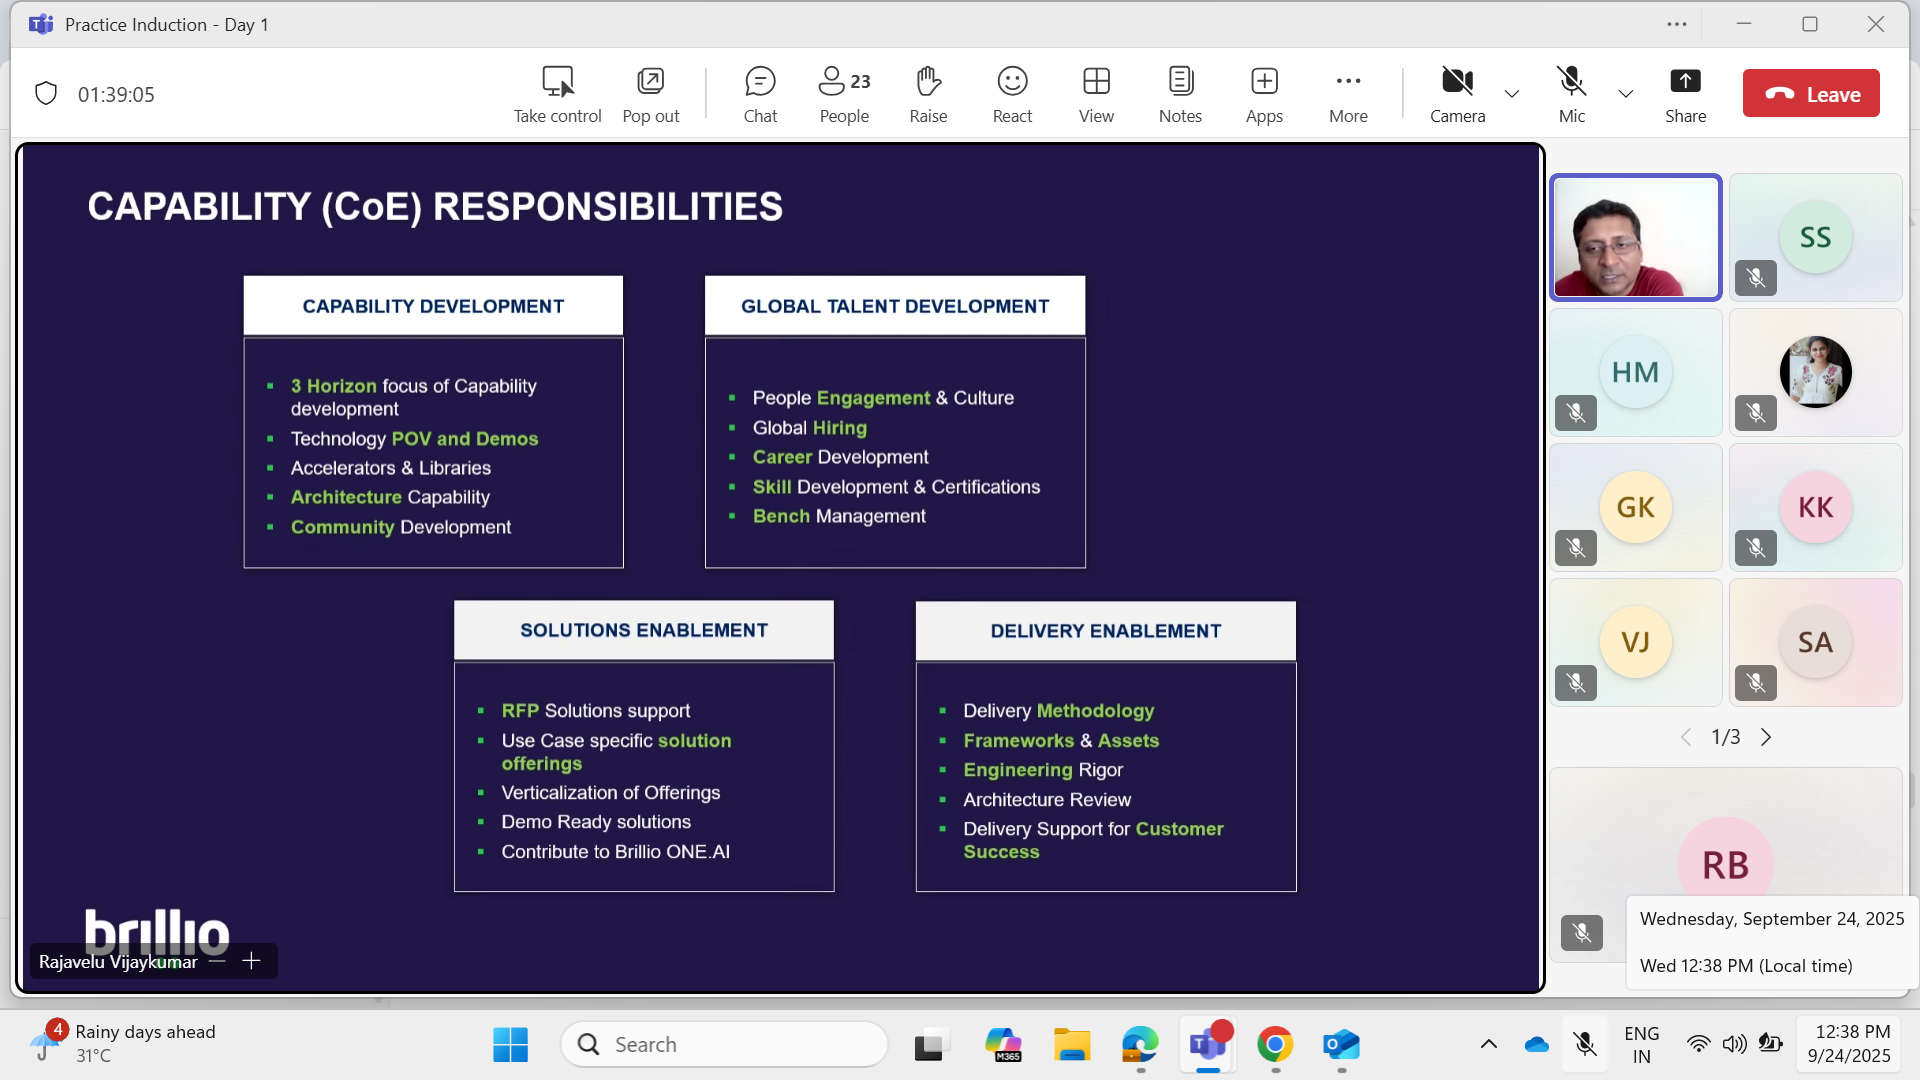 Practice Induction - Day 1
01:39:05
Take control
Pop out
Chat
23
People
Raise
React
View
Notes
Apps
More
Camera
Mic
Share
Leave
CAPABILITY (CoE) RESPONSIBILITIES
CAPABILITY DEVELOPMENT
3 Horizon focus of Capability
development
Technology POV and Demos
Accelerators & Libraries
Architecture Capability
Community Development
GLOBAL TALENT DEVELOPMENT
People Engagement & Culture
Global Hiring
Career Development
Skill Development & Certifications
Bench Management
SOLUTIONS ENABLEMENT
RFP Solutions support
Use Case specific solution
offerings
Verticalization of Offerings
Demo Ready solutions
Contribute to Brillio ONE.AI
DELIVERY ENABLEMENT
Delivery Methodology
Frameworks & Assets
Engineering Rigor
Architecture Review
Delivery Support for Customer
Success
brillio
Rajavelu Vijaykumar
SS
HM
GK
KK
VJ
SA
1/3
RB
Wednesday, September 24, 2025
Wed 12:38 PM (Local time)
4
Rainy days ahead
31°C
Search
M365
ENG
IN
12:38 PM
9/24/2025